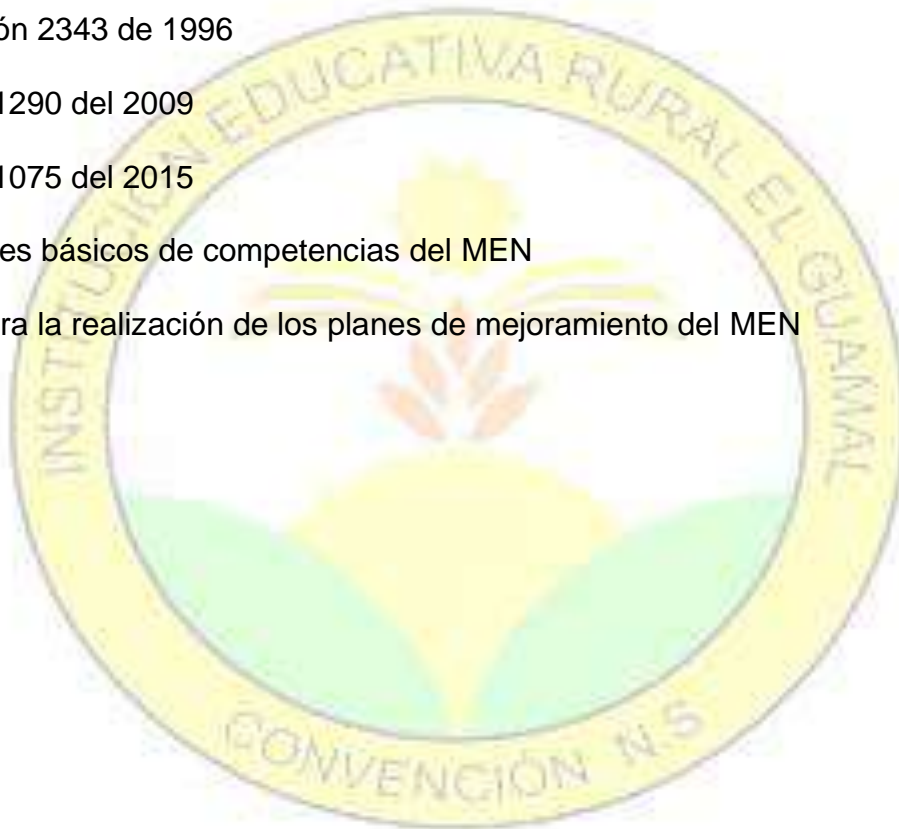 ón 2343 de 1996
1290 del 2009
1075 del 2015
es básicos de competencias del MEN
ra la realización de los planes de mejoramiento del MEN
INSTITUCIÓN EDUCATIVA RURAL EL GUAMAL
CONVENCIÓN N.S